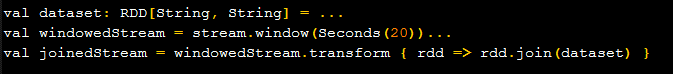 val dataset: RDD[String, String] = ...
val windowedStream = stream.window(Seconds(20))...
val joinedStream = windowedStream.transform { rdd => rdd.join(dataset) }